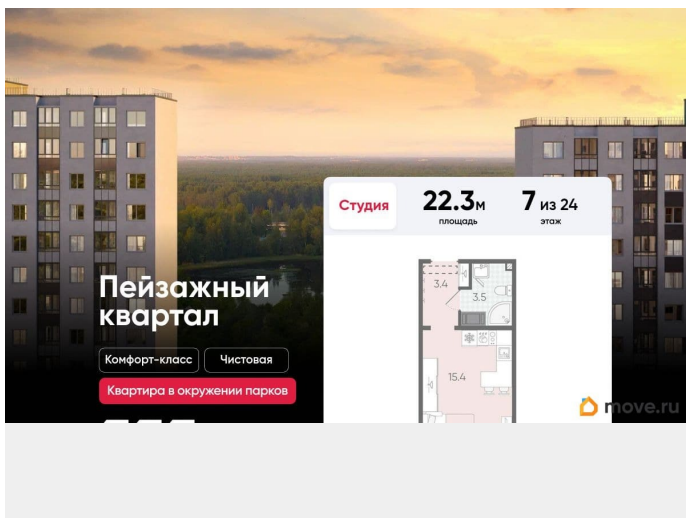 Студия
22.3м
площадь
7 из 24
этаж
3.4
3.5
15.4
Пейзажный
квартал
Комфорт-класс
Чистовая
Квартира в окружении парков
move.ru